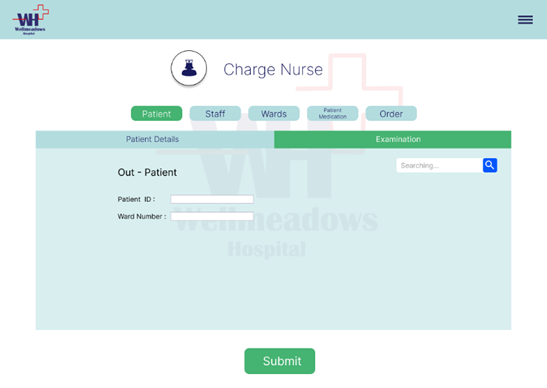 WH
Wellmeadows
Hospital
Charge Nurse
Patient
Staff
Wards
Patient
Medication
Order
Patient Details
Examination
Searching...
Out - Patient
Patient ID :
Ward Number :
WH
Wellmeadows
Hospital
Submit